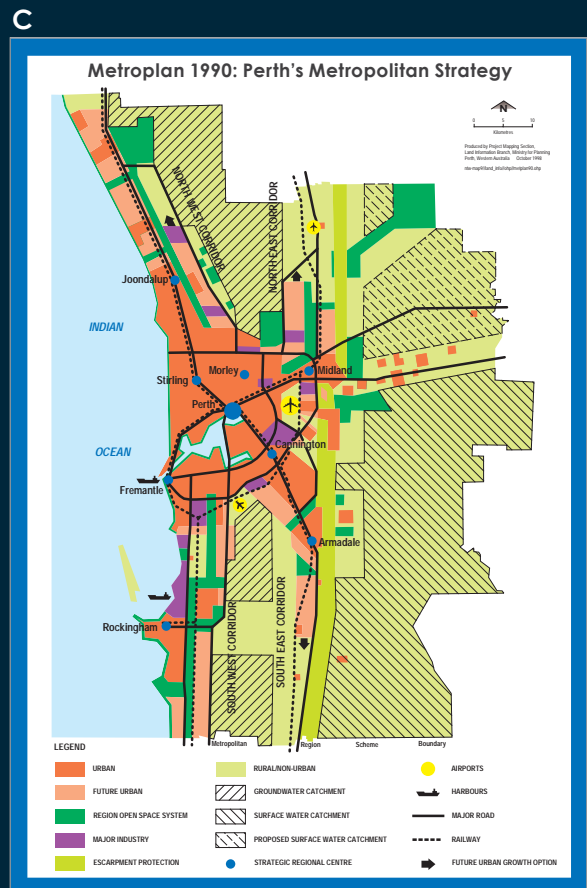 C
Metroplan 1990: Perth's Metropolitan Strategy
N
0 5 10
Kilometres
Produced by Project Mapping Section,
Land Information Branch, Ministry for Planning
Perth, Western Australia October 1998
NORTH WEST CORRIDOR
NORTH EAST CORRIDOR
Joondalup
INDIAN
Morley
Midland
Stirling
Perth
OCEAN
Cannington
Fremantle
Armadale
SOUTH WEST CORRIDOR
SOUTH EAST CORRIDOR
Rockingham
Metropolitan Region Scheme Boundary
LEGEND
URBAN
FUTURE URBAN
REGION OPEN SPACE SYSTEM
MAJOR INDUSTRY
ESCARPMENT PROTECTION
RURAL/NON-URBAN
GROUNDWATER CATCHMENT
SURFACE WATER CATCHMENT
PROPOSED SURFACE WATER CATCHMENT
STRATEGIC REGIONAL CENTRE
AIRPORTS
HARBOURS
MAJOR ROAD
RAILWAY
FUTURE URBAN GROWTH OPTION